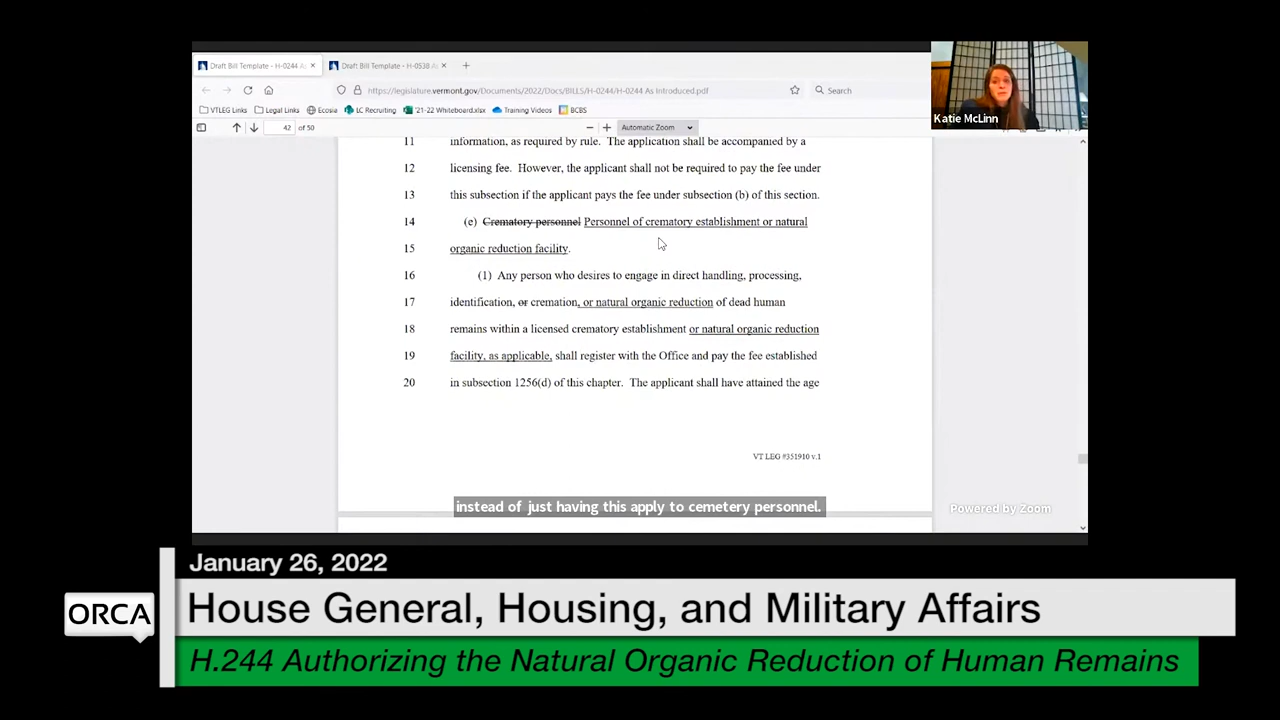 Draft Bill Template - H-0244 As
Draft Bill Template - H-0538 As
https://legislature.vermont.gov/Documents/2022/Docs/BILLS/H-0244/H-0244 As Introduced.pdf
Search
VTLEG Links
Legal Links
Ecosia
LC Recruiting
'21-22 Whiteboard.xlsx
Training Videos
BCBS
Katie McLinn
42 of 50
Automatic Zoom
11 information, as required by rule. The application shall be accompanied by a
12 licensing fee. However, the applicant shall not be required to pay the fee under
13 this subsection if the applicant pays the fee under subsection (b) of this section.
14 (e) Crematory personnel Personnel of crematory establishment or natural
15 organic reduction facility.
16 (1) Any person who desires to engage in direct handling, processing,
17 identification, or cremation, or natural organic reduction of dead human
18 remains within a licensed crematory establishment or natural organic reduction
19 facility, as applicable, shall register with the Office and pay the fee established
20 in subsection 1256(d) of this chapter. The applicant shall have attained the age
VT LEG #351910 v.1
instead of just having this apply to cemetery personnel.
Powered by Zoom
January 26, 2022
ORCA
House General, Housing, and Military Affairs
H.244 Authorizing the Natural Organic Reduction of Human Remains